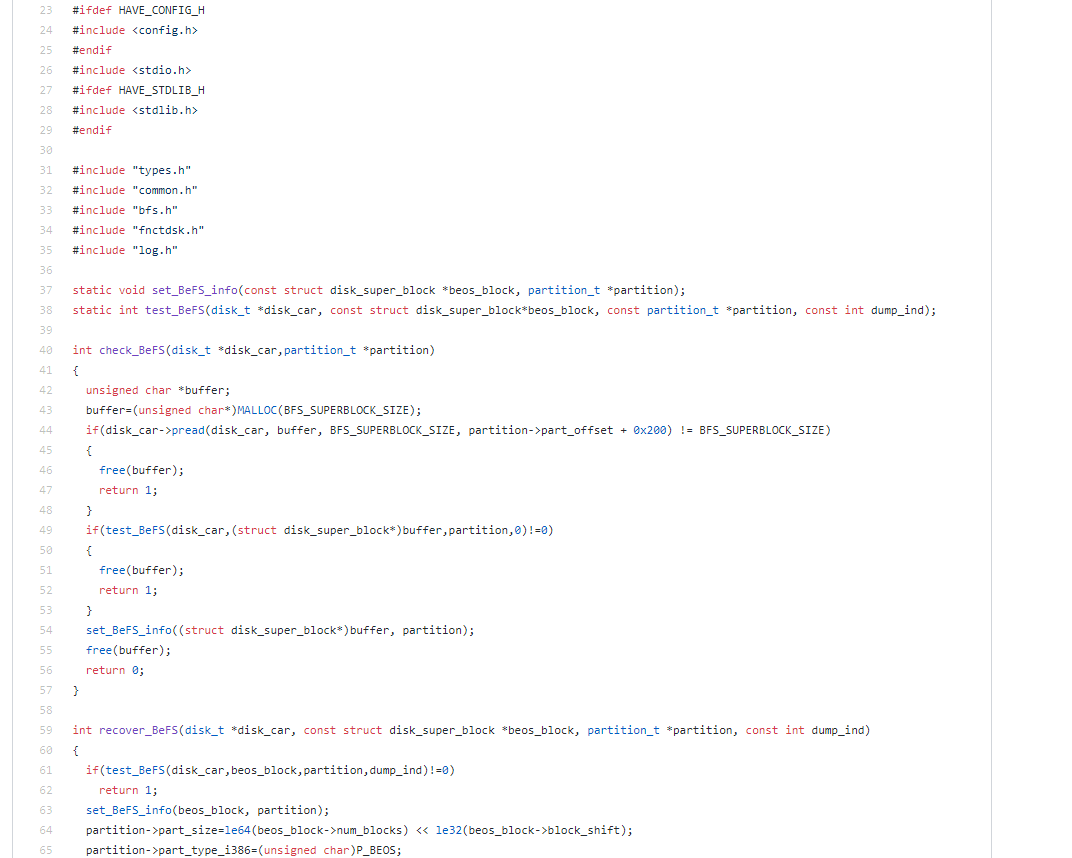 23 #ifdef HAVE_CONFIG_H
24 #include <config.h>
25 #endif
26 #include <stdio.h>
27 #ifdef HAVE_STDLIB_H
28 #include <stdlib.h>
29 #endif
30
31 #include "types.h"
32 #include "common.h"
33 #include "bfs.h"
34 #include "fnctdsk.h"
35 #include "log.h"
36
37 static void set_BeFS_info(const struct disk_super_block *beos_block, partition_t *partition);
38 static int test_BeFS(disk_t *disk_car, const struct disk_super_block*beos_block, const partition_t *partition, const int dump_ind);
39
40 int check_BeFS(disk_t *disk_car,partition_t *partition)
41 {
42   unsigned char *buffer;
43   buffer=(unsigned char*)MALLOC(BFS_SUPERBLOCK_SIZE);
44   if(disk_car->pread(disk_car, buffer, BFS_SUPERBLOCK_SIZE, partition->part_offset + 0x200) != BFS_SUPERBLOCK_SIZE)
45   {
46     free(buffer);
47     return 1;
48   }
49   if(test_BeFS(disk_car,(struct disk_super_block*)buffer,partition,0)!=0)
50   {
51     free(buffer);
52     return 1;
53   }
54   set_BeFS_info((struct disk_super_block*)buffer, partition);
55   free(buffer);
56   return 0;
57 }
58
59 int recover_BeFS(disk_t *disk_car, const struct disk_super_block *beos_block, partition_t *partition, const int dump_ind)
60 {
61   if(test_BeFS(disk_car,beos_block,partition,dump_ind)!=0)
62     return 1;
63   set_BeFS_info(beos_block, partition);
64   partition->part_size=le64(beos_block->num_blocks) << le32(beos_block->block_shift);
65   partition->part_type_i386=(unsigned char)P_BEOS;